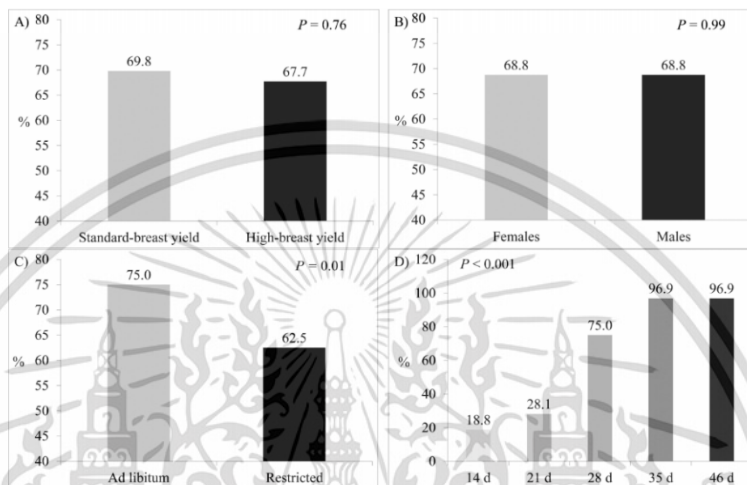 A)
P = 0.76
80
75
70
65
60
55
50
45
40
%
69.8
67.7
Standard-breast yield
High-breast yield
B)
P = 0.99
80
75
70
65
60
55
50
45
40
%
68.8
68.8
Females
Males
C)
P = 0.01
80
75
70
65
60
55
50
45
40
%
75.0
62.5
Ad libitum
Restricted
D)
P < 0.001
120
100
80
60
40
20
0
%
18.8
28.1
75.0
96.9
96.9
14 d
21 d
28 d
35 d
46 d